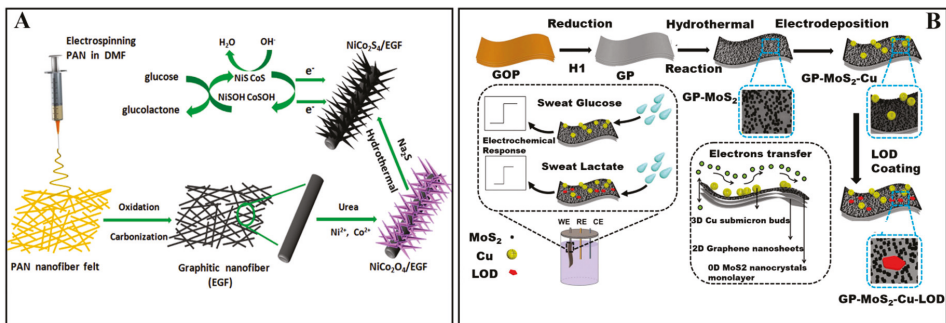 A
Electrospinning
PAN in DMF
H₂O
OH⁻
glucose
NiS CoS
e⁻
glucolactone
NiSOH CoSOH
e⁻
NiCo₂S₄/EGF
Na₂S
Hydrothermal
Oxidation
Carbonization
Urea
Ni²⁺, Co²⁺
PAN nanofiber felt
Graphitic nanofiber
(EGF)
NiCo₂O₄/EGF
B
Reduction
Hydrothermal
Electrodeposition
GOP
H1
GP
Reaction
GP-MoS₂
GP-MoS₂-Cu
Sweat Glucose
Electrochemical
Response
Sweat Lactate
Electrons transfer
3D Cu submicron buds
2D Graphene nanosheets
0D MoS2 nanocrystals
monolayer
LOD
Coating
WE RE CE
MoS₂
Cu
LOD
GP-MoS₂-Cu-LOD